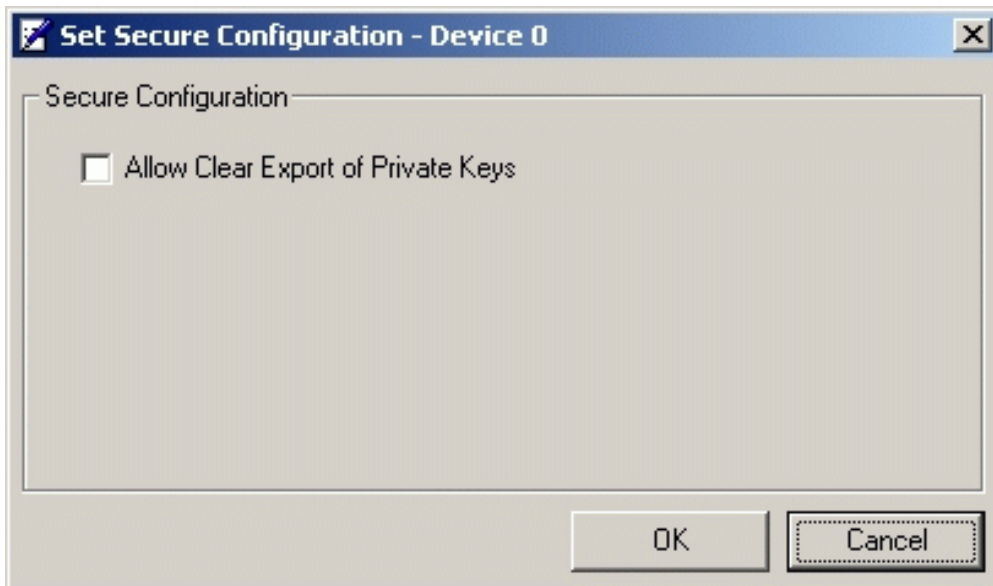 Set Secure Configuration - Device 0
Secure Configuration
Allow Clear Export of Private Keys
OK Cancel